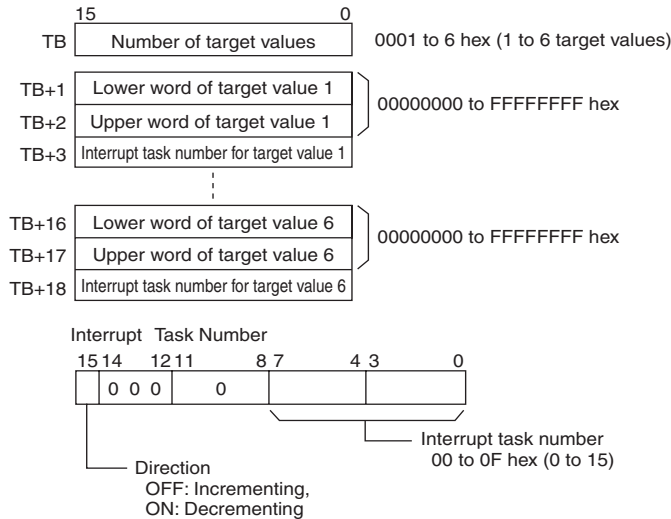 15 0
TB Number of target values 0001 to 6 hex (1 to 6 target values)
TB+1 Lower word of target value 1
00000000 to FFFFFFFF hex
TB+2 Upper word of target value 1
TB+3 Interrupt task number for target value 1
TB+16 Lower word of target value 6
00000000 to FFFFFFFF hex
TB+17 Upper word of target value 6
TB+18 Interrupt task number for target value 6
Interrupt Task Number
15 14 12 11 8 7 4 3 0
0 0 0 0
Interrupt task number
00 to 0F hex (0 to 15)
Direction
OFF: Incrementing,
ON: Decrementing